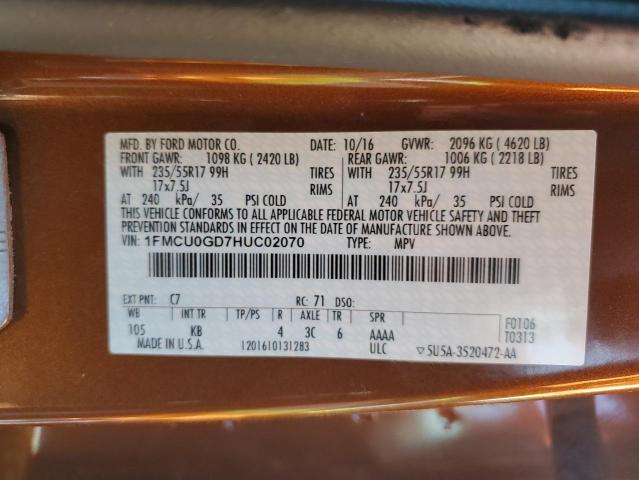 MFD. BY FORD MOTOR CO. DATE: 10/16 GVWR: 2096 KG ( 4620 LB)
FRONT GAWR: 1098 KG ( 2420 LB) REAR GAWR: 1006 KG ( 2218 LB)
WITH 235/55R17 99H TIRES WITH 235/55R17 99H TIRES
17x7.5J RIMS 17x7.5J RIMS
AT 240 kPa/ 35 PSI COLD AT 240 kPa/ 35 PSI COLD
THIS VEHICLE CONFORMS TO ALL APPLICABLE FEDERAL MOTOR VEHICLE SAFETY AND THEFT
PREVENTION STANDARDS IN EFFECT ON THE DATE OF MANUFACTURE SHOWN ABOVE.
VIN: 1FMCU0GD7HUC02070 TYPE: MPV
EXT PNT: C7 RC: 71 DSO:
WB INT TR TP/PS R AXLE TR SPR F0106
105 KB 4 3C 6 AAAA T0313
MADE IN U.S.A. 1201610131283 ULC ▽5U5A-3520472-AA